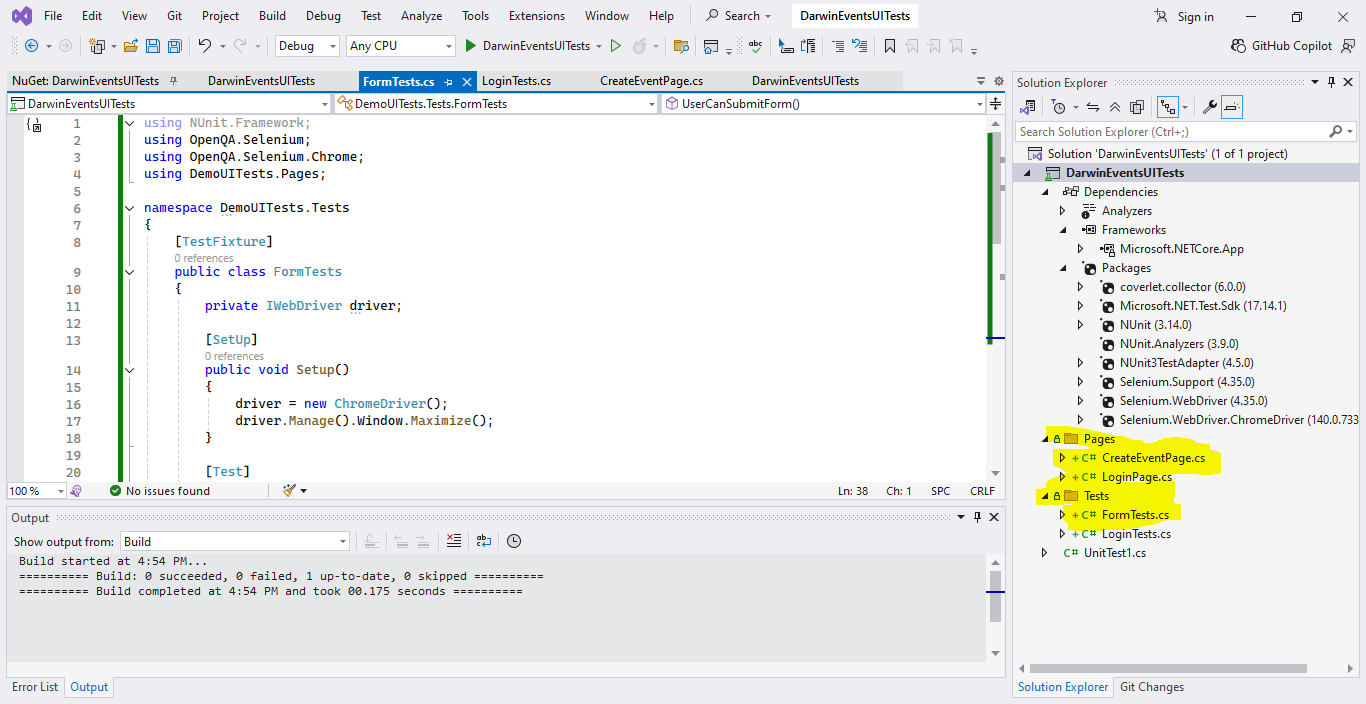 File Edit View Git Project Build Debug Test Analyze Tools Extensions Window Help Search DarwinEventsUITests Sign in
Debug Any CPU DarwinEventsUITests GitHub Copilot
NuGet: DarwinEventsUITests DarwinEventsUITests FormTests.cs LoginTests.cs CreateEventPage.cs DarwinEventsUITests
DarwinEventsUITests DemoUITests.Tests.FormTests UserCanSubmitForm()
1 using NUnit.Framework;
2 using OpenQA.Selenium;
3 using OpenQA.Selenium.Chrome;
4 using DemoUITests.Pages;
5
6 namespace DemoUITests.Tests
7 {
8 [TestFixture]
0 references
9 public class FormTests
10 {
11 private IWebDriver driver;
12
13 [SetUp]
0 references
14 public void Setup()
15 {
16 driver = new ChromeDriver();
17 driver.Manage().Window.Maximize();
18 }
19
20 [Test]
100 % No issues found Ln: 38 Ch: 1 SPC CRLF
Output
Show output from: Build
Build started at 4:54 PM...
========== Build: 0 succeeded, 0 failed, 1 up-to-date, 0 skipped ==========
========== Build completed at 4:54 PM and took 00.175 seconds ==========
Error List Output
Solution Explorer
Search Solution Explorer (Ctrl+;)
Solution 'DarwinEventsUITests' (1 of 1 project)
DarwinEventsUITests
Dependencies
Analyzers
Frameworks
Microsoft.NETCore.App
Packages
coverlet.collector (6.0.0)
Microsoft.NET.Test.Sdk (17.14.1)
NUnit (3.14.0)
NUnit.Analyzers (3.9.0)
NUnit3TestAdapter (4.5.0)
Selenium.Support (4.35.0)
Selenium.WebDriver (4.35.0)
Selenium.WebDriver.ChromeDriver (140.0.733
Pages
C# CreateEventPage.cs
C# LoginPage.cs
Tests
C# FormTests.cs
C# LoginTests.cs
C# UnitTest1.cs
Solution Explorer Git Changes